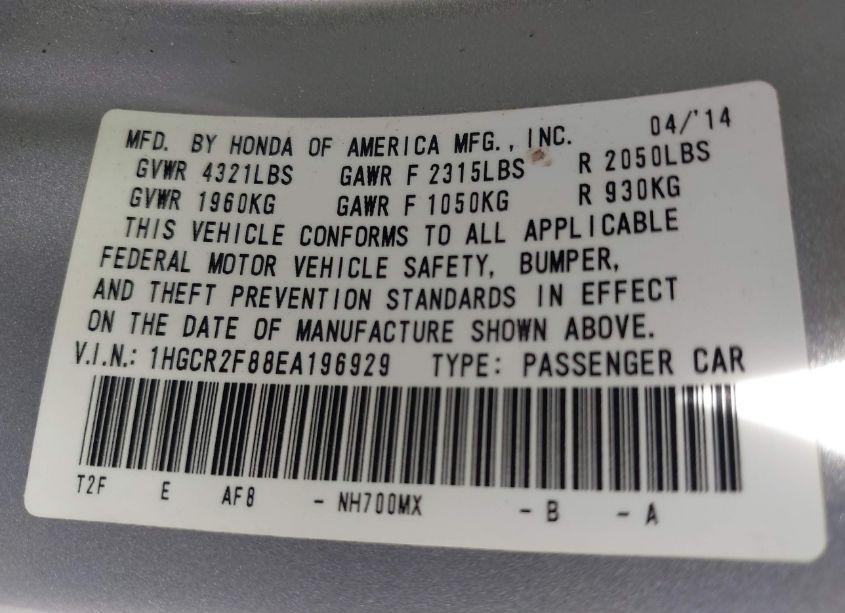 MFD. BY HONDA OF AMERICA MFG., INC. 04/'14
GVWR 4321LBS GAWR F 2315LBS R 2050LBS
GVWR 1960KG GAWR F 1050KG R 930KG
THIS VEHICLE CONFORMS TO ALL APPLICABLE
FEDERAL MOTOR VEHICLE SAFETY, BUMPER,
AND THEFT PREVENTION STANDARDS IN EFFECT
ON THE DATE OF MANUFACTURE SHOWN ABOVE.
V.I.N.: 1HGCR2F88EA196929 TYPE: PASSENGER CAR
T2F E AF8 - NH700MX - B - A